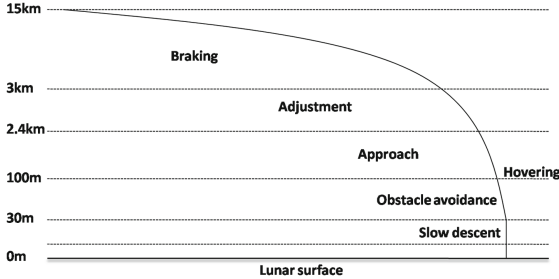 15km
Braking
3km
Adjustment
2.4km
Approach
100m
Hovering
Obstacle avoidance
30m
Slow descent
0m
Lunar surface